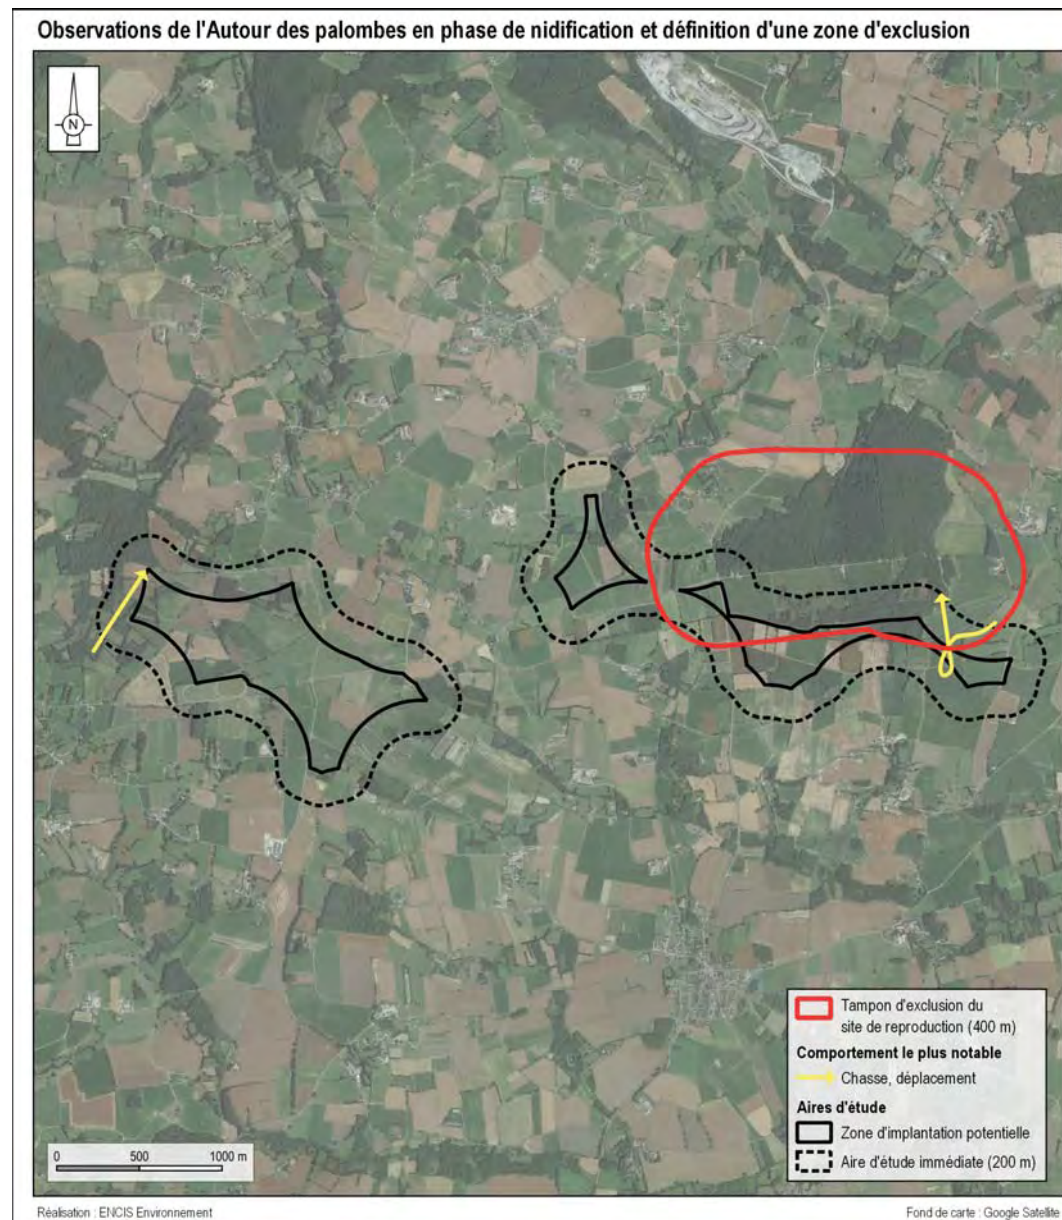 Observations de l'Autour des palombes en phase de nidification et définition d'une zone d'exclusion
N
Tampon d'exclusion du
site de reproduction (400 m)
Comportement le plus notable
Chasse, déplacement
Aires d'étude
Zone d'implantation potentielle
Aire d'étude immédiate (200 m)
0 500 1000 m
Réalisation : ENCIS Environnement
Fond de carte : Google Satellite